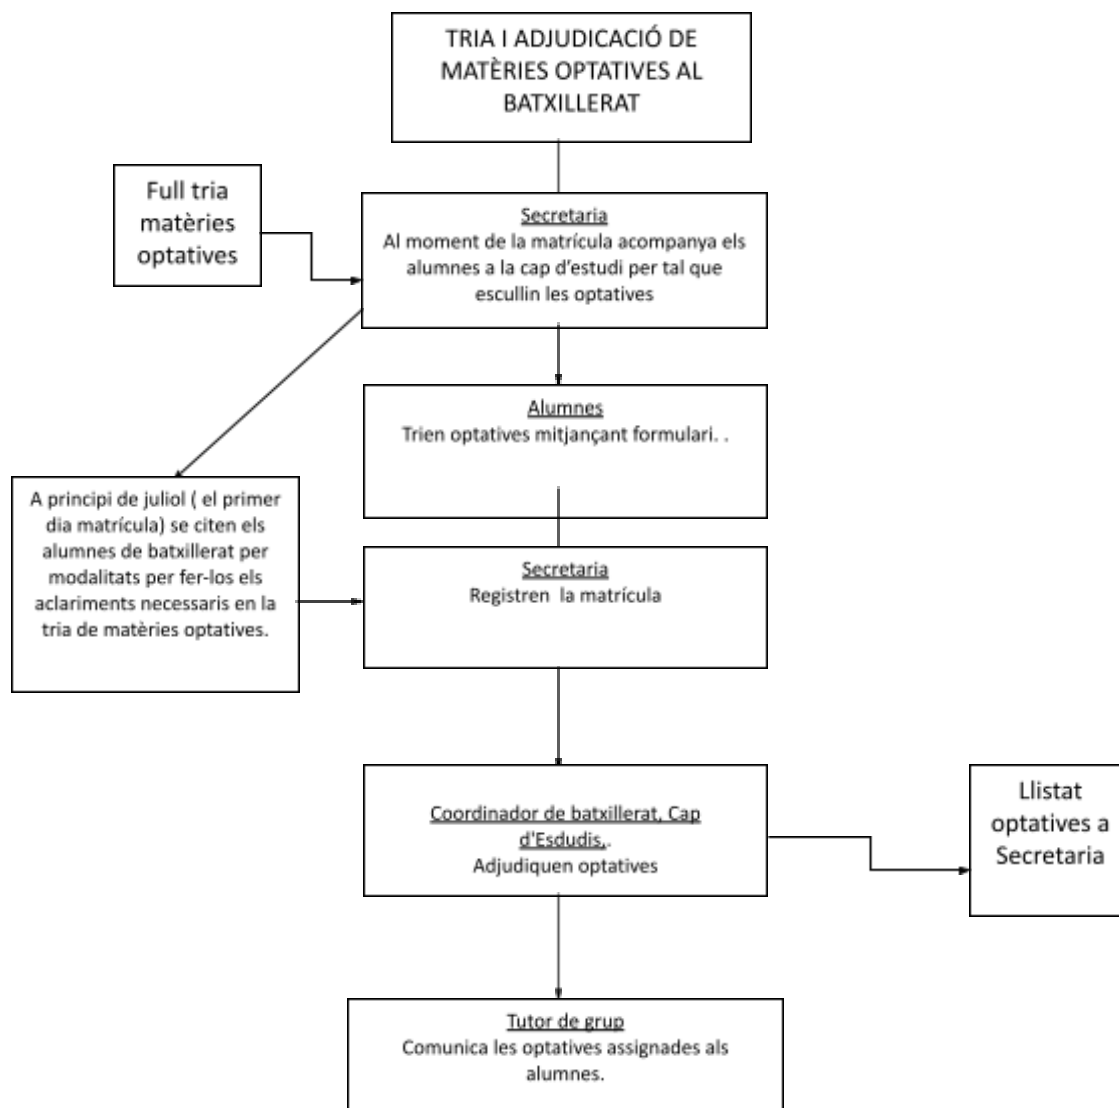 TRIA I ADJUDICACIÓ DE
MATÈRIES OPTATIVES AL
BATXILLERAT
Full tria
matèries
optatives
Secretaria
Al moment de la matrícula acompanya els
alumnes a la cap d'estudi per tal que
escullin les optatives
Alumnes
Trien optatives mitjançant formulari. .
A principi de juliol ( el primer
dia matrícula) se citen els
alumnes de batxillerat per
modalitats per fer-los els
aclariments necessaris en la
tria de matèries optatives.
Secretaria
Registren  la matrícula
Coordinador de batxillerat, Cap
d'Esdudis,.
Adjudiquen optatives
Llistat
optatives a
Secretaria
Tutor de grup
Comunica les optatives assignades als
alumnes.